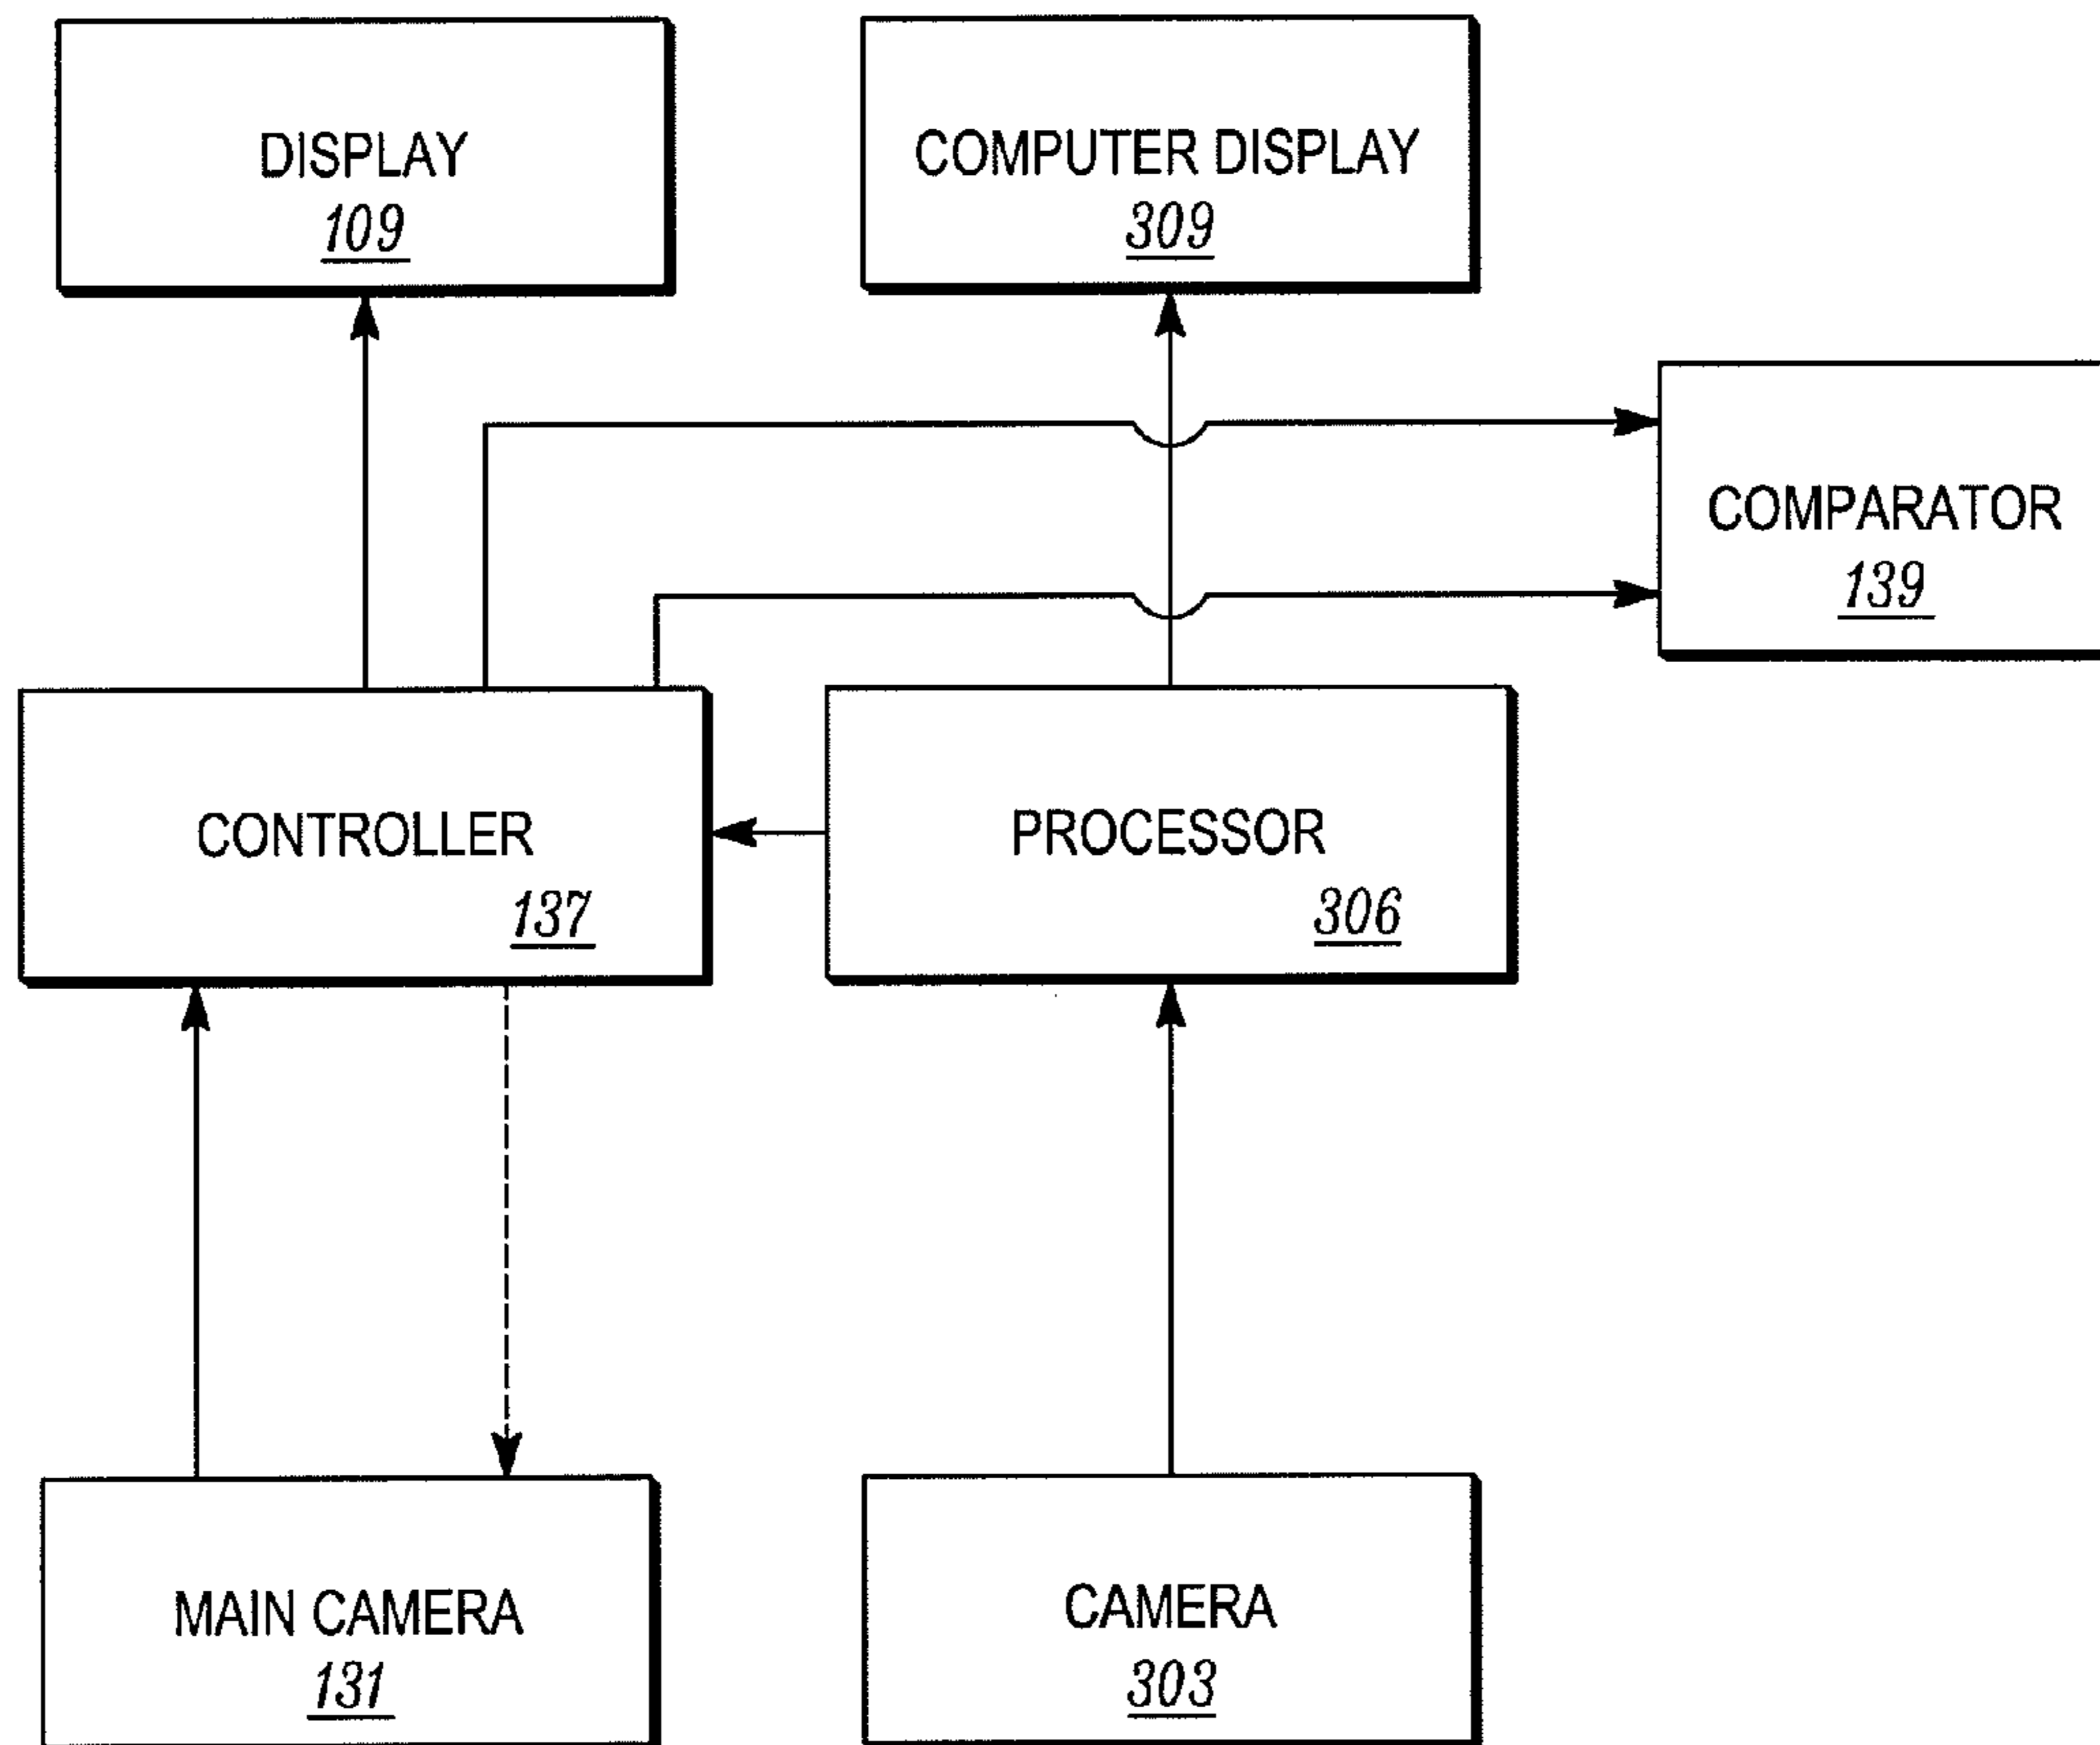 DISPLAY
109
COMPUTER DISPLAY
309
COMPARATOR
139
CONTROLLER
137
PROCESSOR
306
MAIN CAMERA
131
CAMERA
303